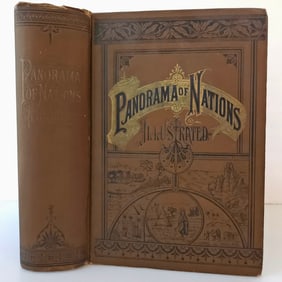 PANORAMA
OF NATIONS
PANORAMA OF NATIONS
ILLUSTRATED